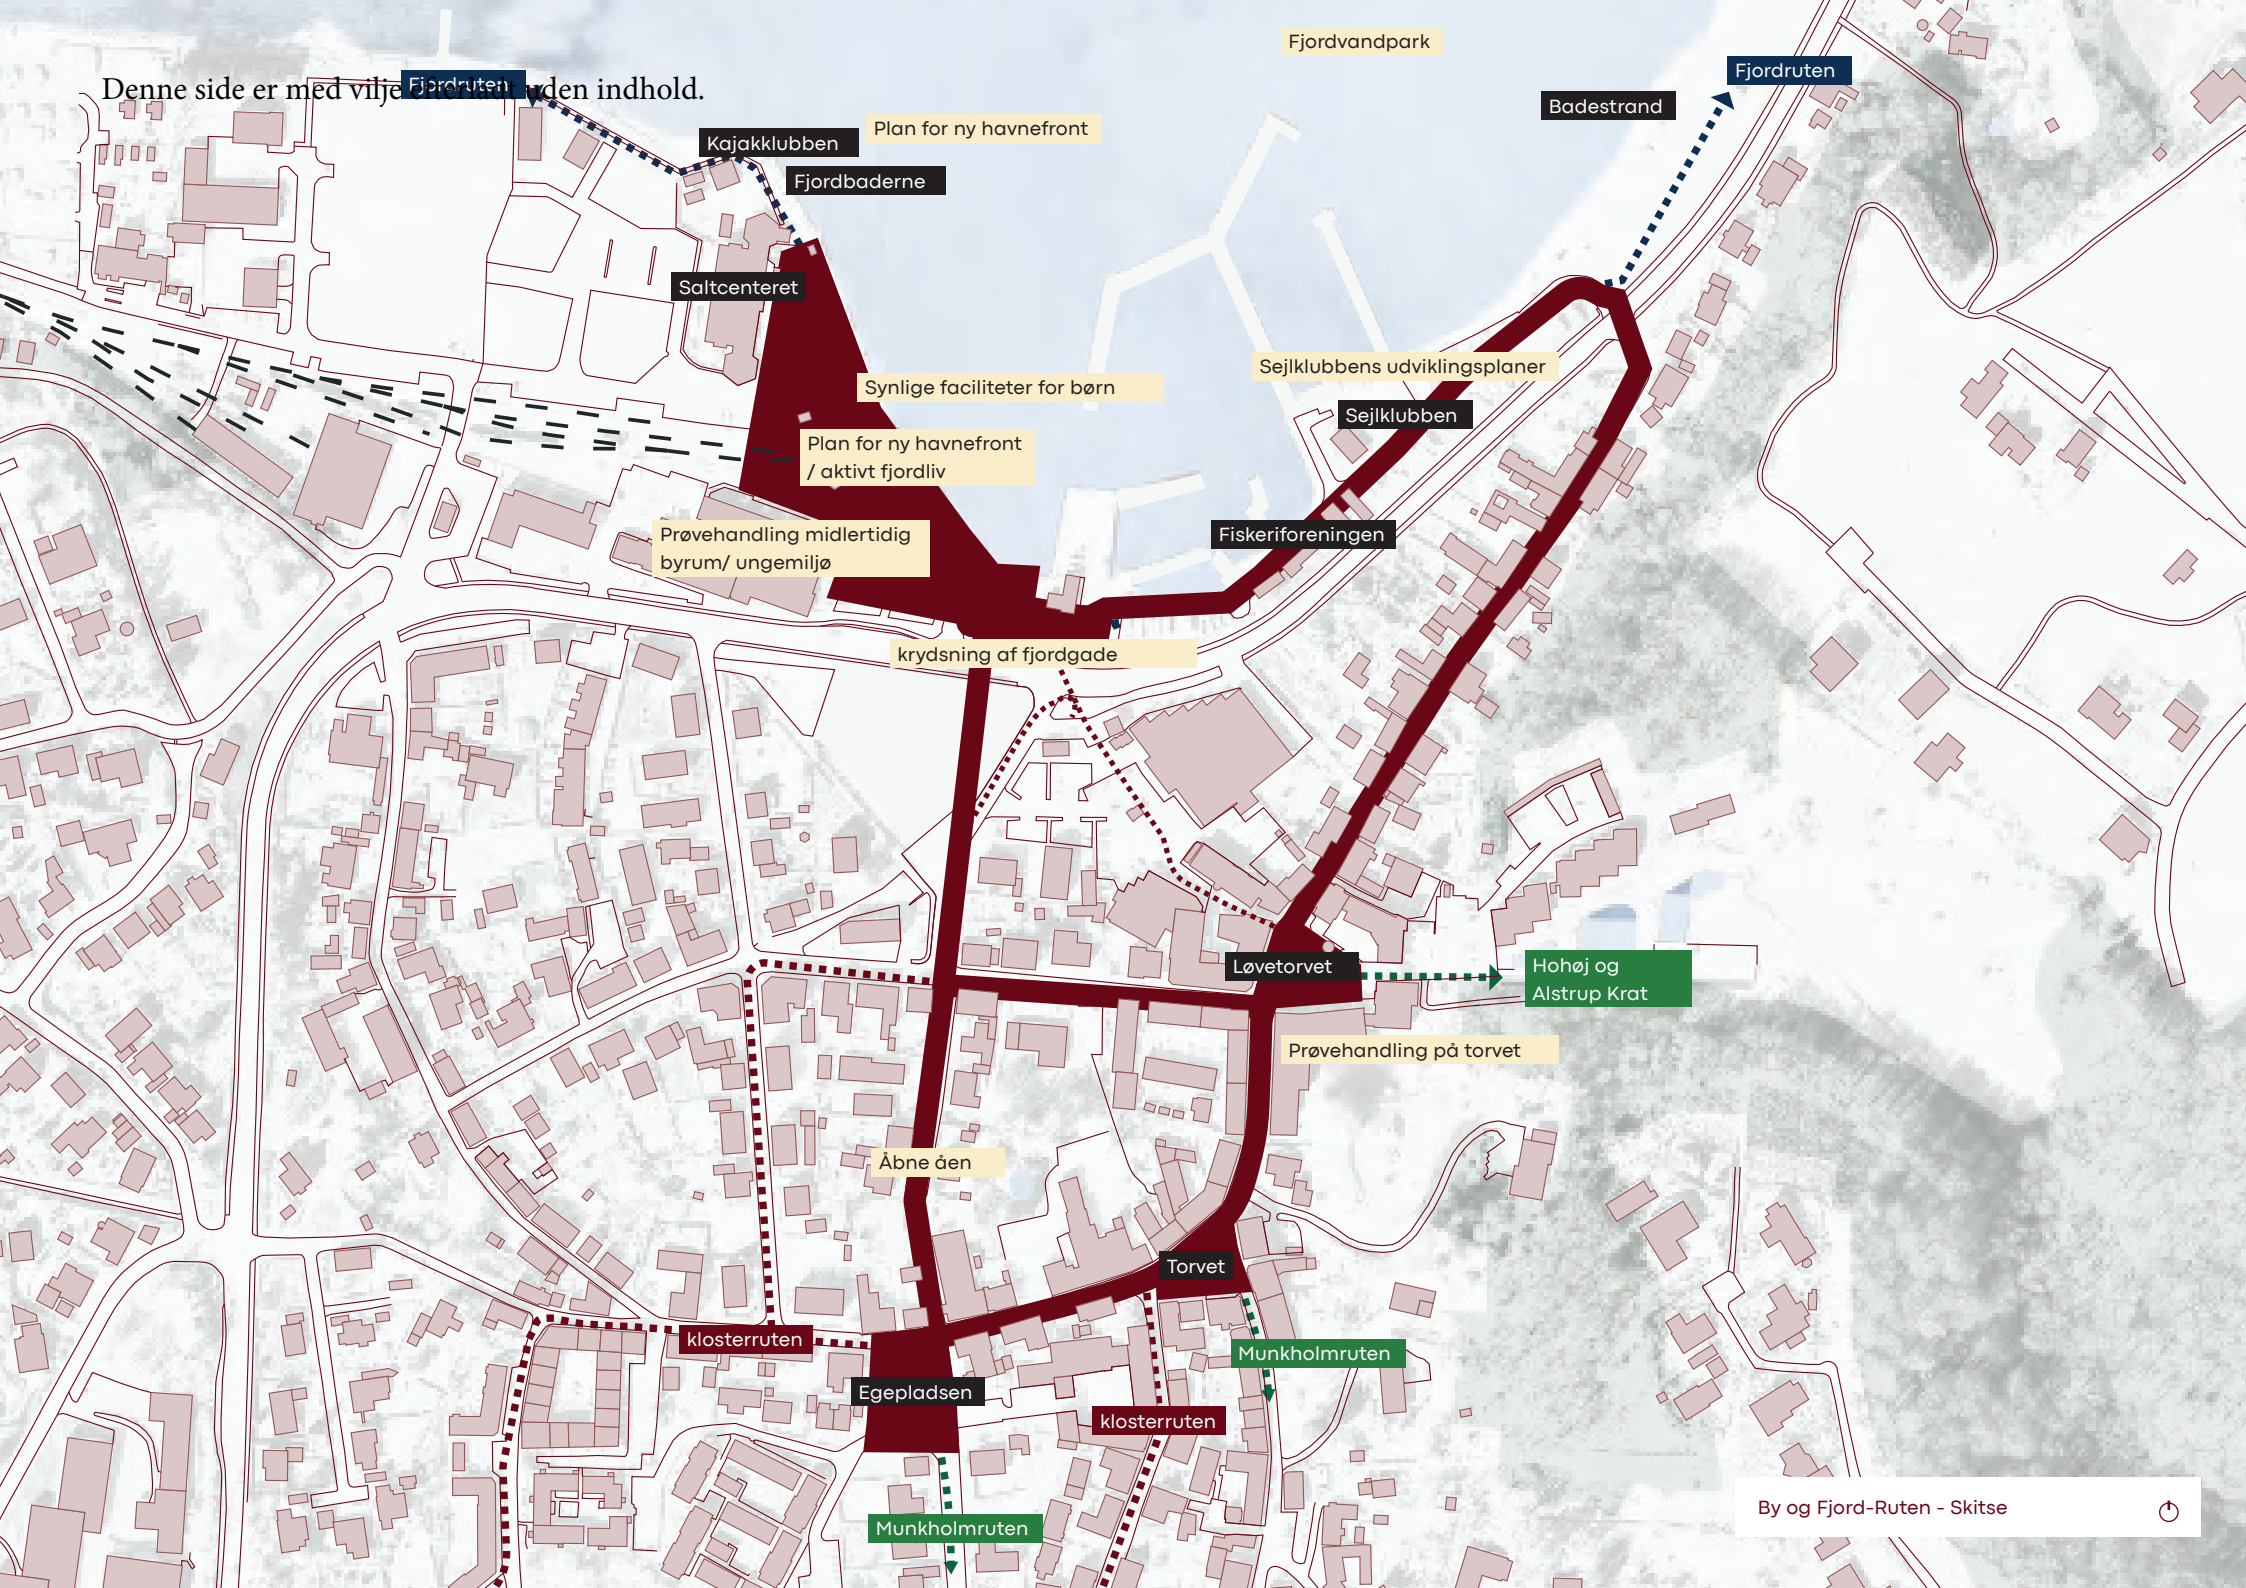 Fjordvandpark
Fjordruten
Fjordruten
Denne side er med vilje efterladt uden indhold.
Badestrand
Plan for ny havnefront
Kajakklubben
Fjordbaderne
Saltcenteret
Sejlklubbens udviklingsplaner
Synlige faciliteter for børn
Sejlklubben
Plan for ny havnefront
/ aktivt fjordliv
Prøvehandling midlertidig
byrum/ ungemiljø
Fiskeriforeningen
krydsning af fjordgade
Løvetorvet
Hohøj og
Alstrup Krat
Prøvehandling på torvet
Åbne åen
Torvet
klosterruten
Munkholmruten
Egepladsen
klosterruten
By og Fjord-Ruten - Skitse
Munkholmruten